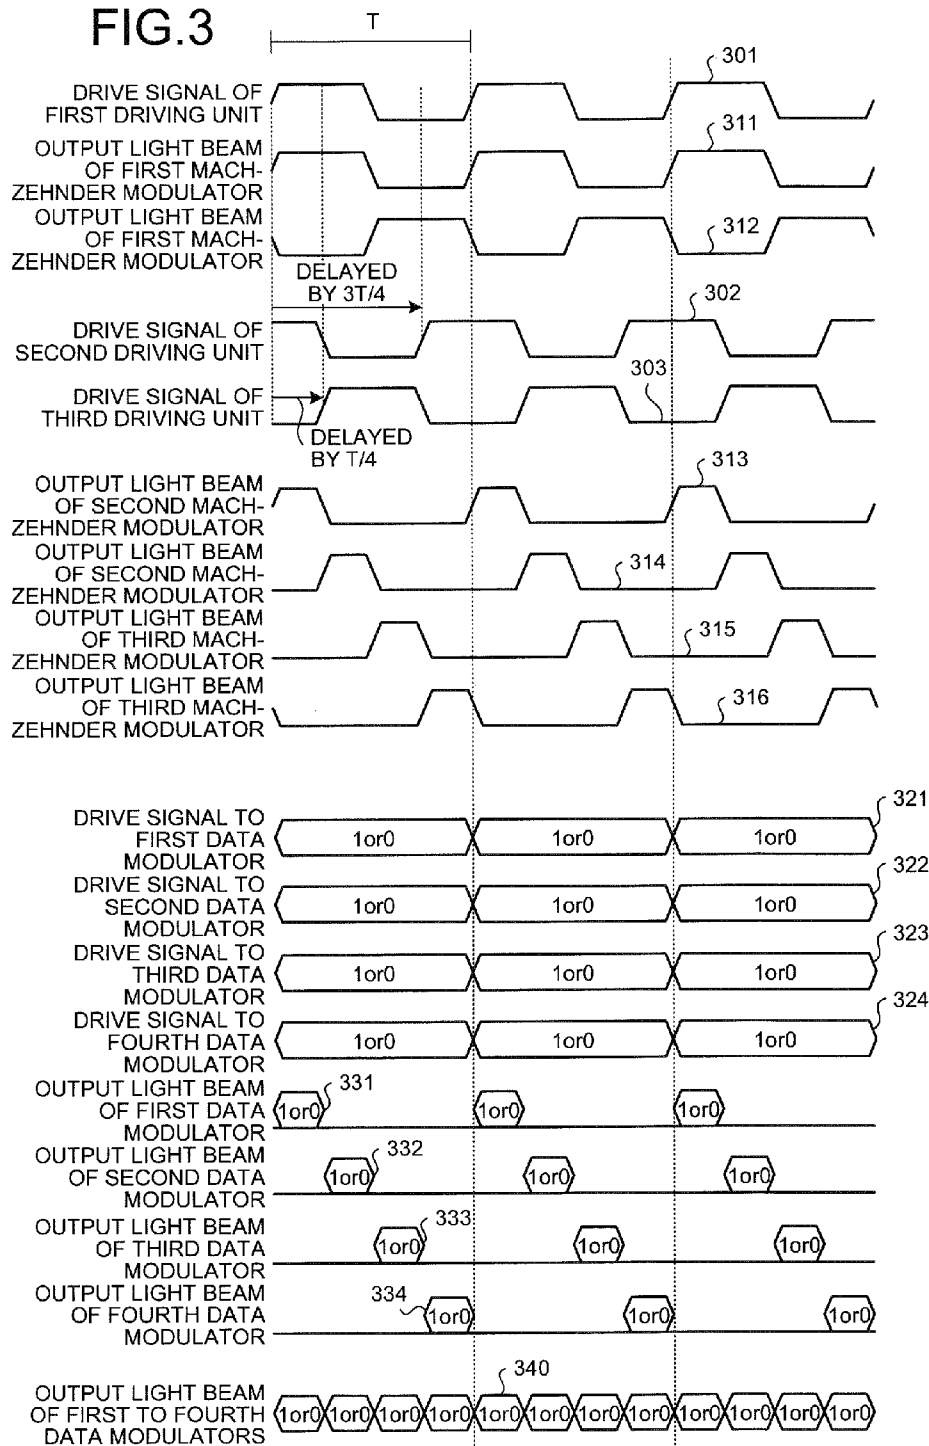 FIG.3
T
301
DRIVE SIGNAL OF
FIRST DRIVING UNIT
311
OUTPUT LIGHT BEAM
OF FIRST MACH-
ZEHNDER MODULATOR
312
OUTPUT LIGHT BEAM
OF FIRST MACH-
ZEHNDER MODULATOR
DELAYED
BY 3T/4
302
DRIVE SIGNAL OF
SECOND DRIVING UNIT
303
DRIVE SIGNAL OF
THIRD DRIVING UNIT
DELAYED
BY T/4
313
OUTPUT LIGHT BEAM
OF SECOND MACH-
ZEHNDER MODULATOR
OUTPUT LIGHT BEAM
OF SECOND MACH-
ZEHNDER MODULATOR
314
OUTPUT LIGHT BEAM
OF THIRD MACH-
ZEHNDER MODULATOR
315
OUTPUT LIGHT BEAM
OF THIRD MACH-
ZEHNDER MODULATOR
316
DRIVE SIGNAL TO
FIRST DATA
MODULATOR
1or0 1or0 1or0
321
DRIVE SIGNAL TO
SECOND DATA
MODULATOR
1or0 1or0 1or0
322
DRIVE SIGNAL TO
THIRD DATA
MODULATOR
1or0 1or0 1or0
323
DRIVE SIGNAL TO
FOURTH DATA
MODULATOR
1or0 1or0 1or0
324
OUTPUT LIGHT BEAM
OF FIRST DATA
MODULATOR
1or0 1or0 1or0
331
OUTPUT LIGHT BEAM
OF SECOND DATA
MODULATOR
1or0 1or0 1or0
332
OUTPUT LIGHT BEAM
OF THIRD DATA
MODULATOR
1or0 1or0 1or0
333
OUTPUT LIGHT BEAM
OF FOURTH DATA
MODULATOR
334
1or0 1or0 1or0
340
OUTPUT LIGHT BEAM
OF FIRST TO FOURTH
DATA MODULATORS
1or0 1or0 1or0 1or0 1or0 1or0 1or0 1or0 1or0 1or0 1or0 1or0